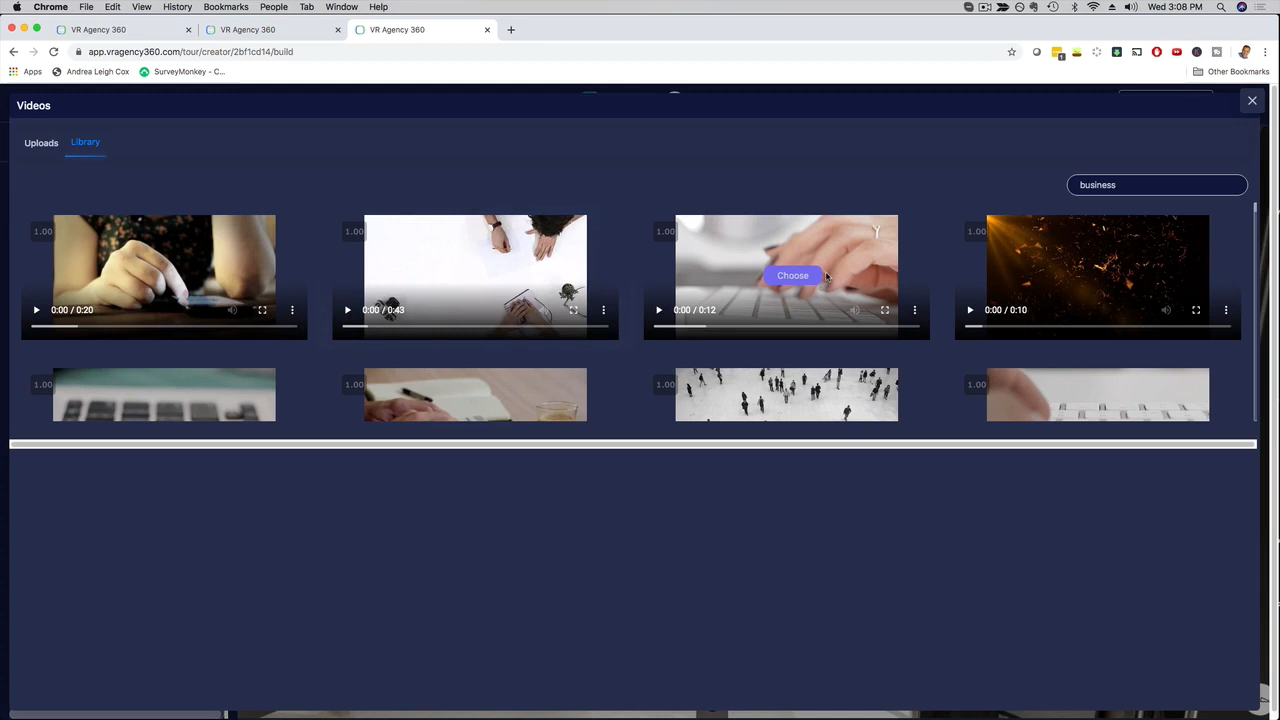 Chrome File Edit View History Bookmarks People Tab Window Help Wed 3:08 PM
VR Agency 360 VR Agency 360 VR Agency 360
app.vragency360.com/tour/creator/2bf1cd14/build
Apps Andrea Leigh Cox SurveyMonkey - C... Other Bookmarks
Videos
Uploads Library
business
1.00 1.00 1.00 1.00
Choose
0:00 / 0:20 0:00 / 0:43 0:00 / 0:12 0:00 / 0:10
1.00 1.00 1.00 1.00